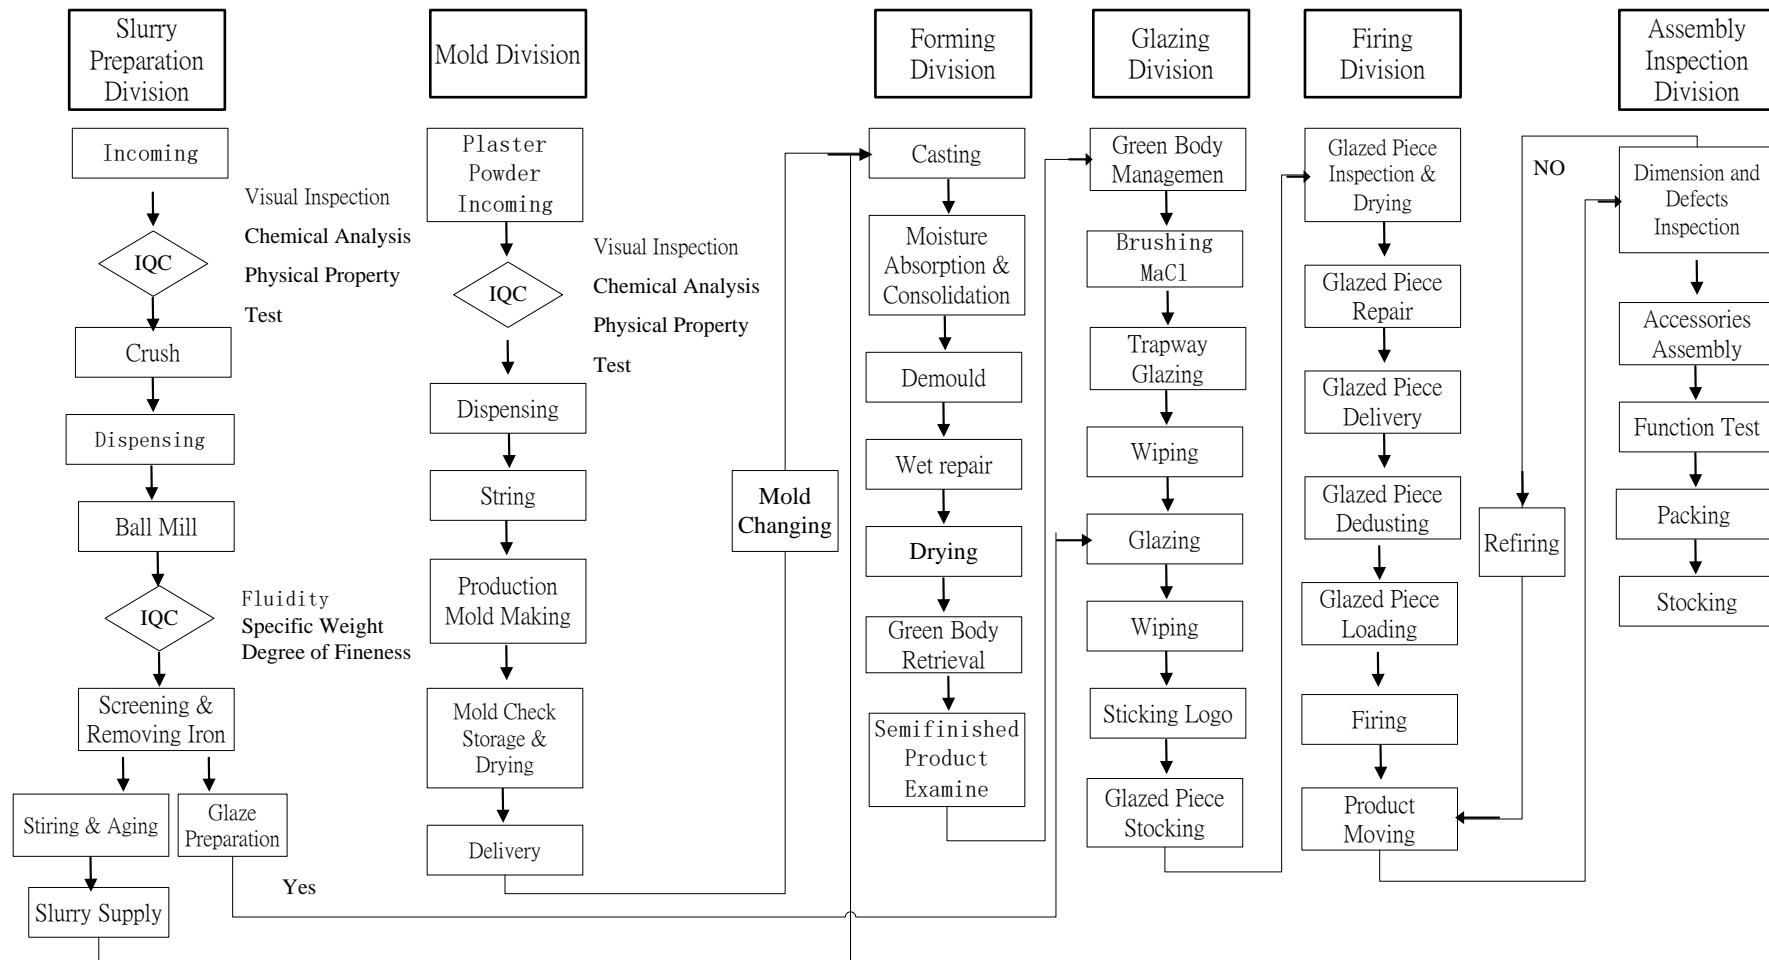 Slurry
Preparation
Division
Incoming
IQC
Visual Inspection
Chemical Analysis
Physical Property
Test
Crush
Dispensing
Ball Mill
IQC
Fluidity
Specific Weight
Degree of Fineness
Screening &
Removing Iron
Stiring & Aging
Glaze
Preparation
Yes
Slurry Supply
Mold Division
Plaster
Powder
Incoming
IQC
Visual Inspection
Chemical Analysis
Physical Property
Test
Dispensing
String
Production
Mold Making
Mold Check
Storage &
Drying
Delivery
Mold
Changing
Forming
Division
Casting
Moisture
Absorption &
Consolidation
Demould
Wet repair
Drying
Green Body
Retrieval
Semifinished
Product
Examine
Glazing
Division
Green Body
Managemen
Brushing
MaCl
Trapway
Glazing
Wiping
Glazing
Wiping
Sticking Logo
Glazed Piece
Stocking
Firing
Division
Glazed Piece
Inspection &
Drying
Glazed Piece
Repair
Glazed Piece
Delivery
Glazed Piece
Dedusting
Glazed Piece
Loading
Firing
Product
Moving
NO
Refiring
Assembly
Inspection
Division
Dimension and
Defects
Inspection
Accessories
Assembly
Function Test
Packing
Stocking